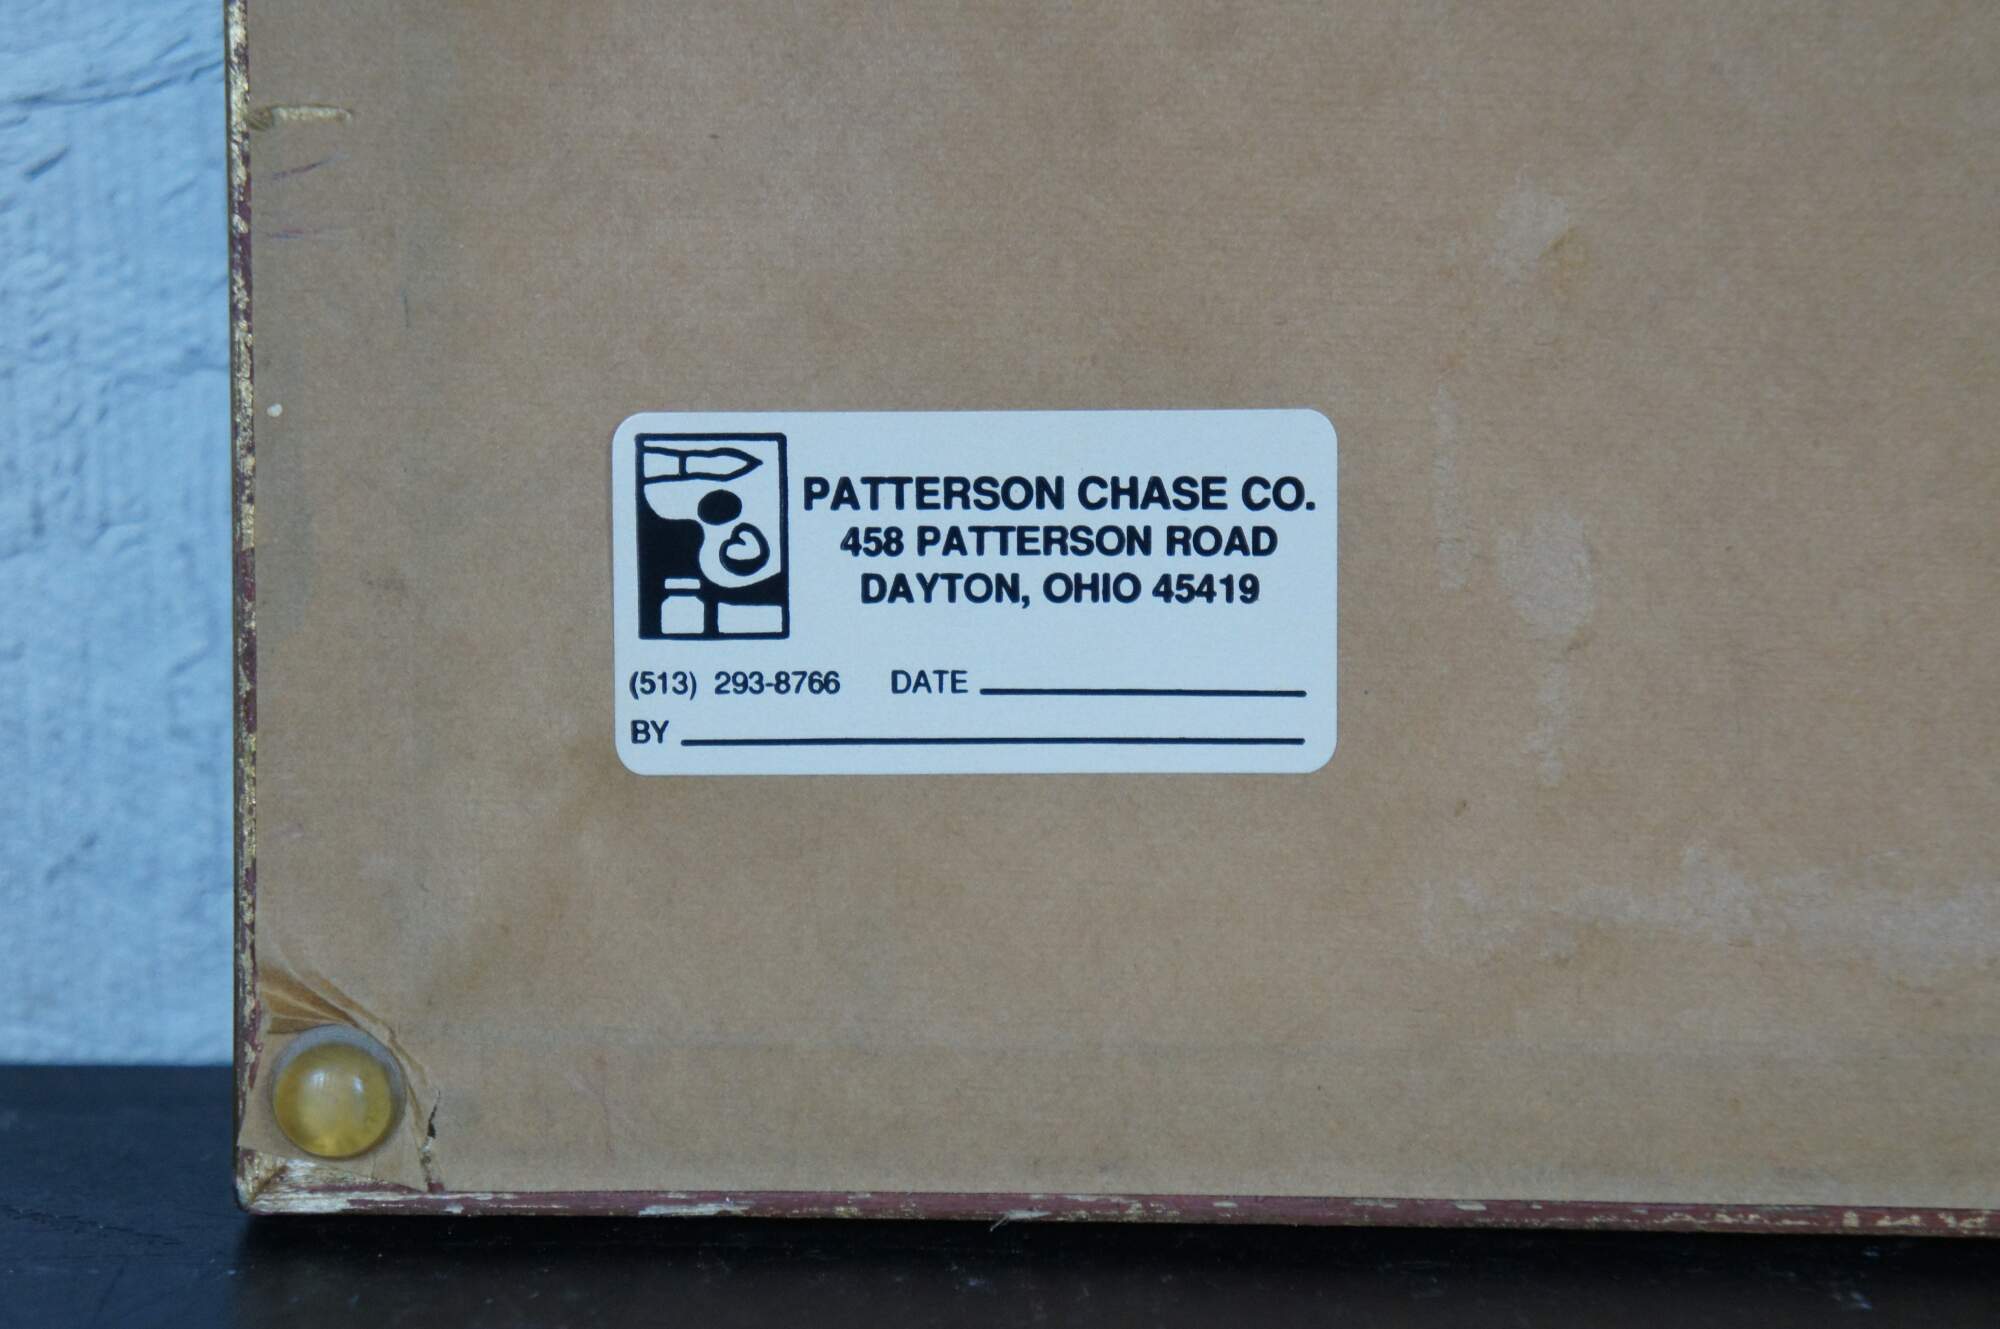 PATTERSON CHASE CO.
458 PATTERSON ROAD
DAYTON, OHIO 45419
(513) 293-8766 DATE
BY